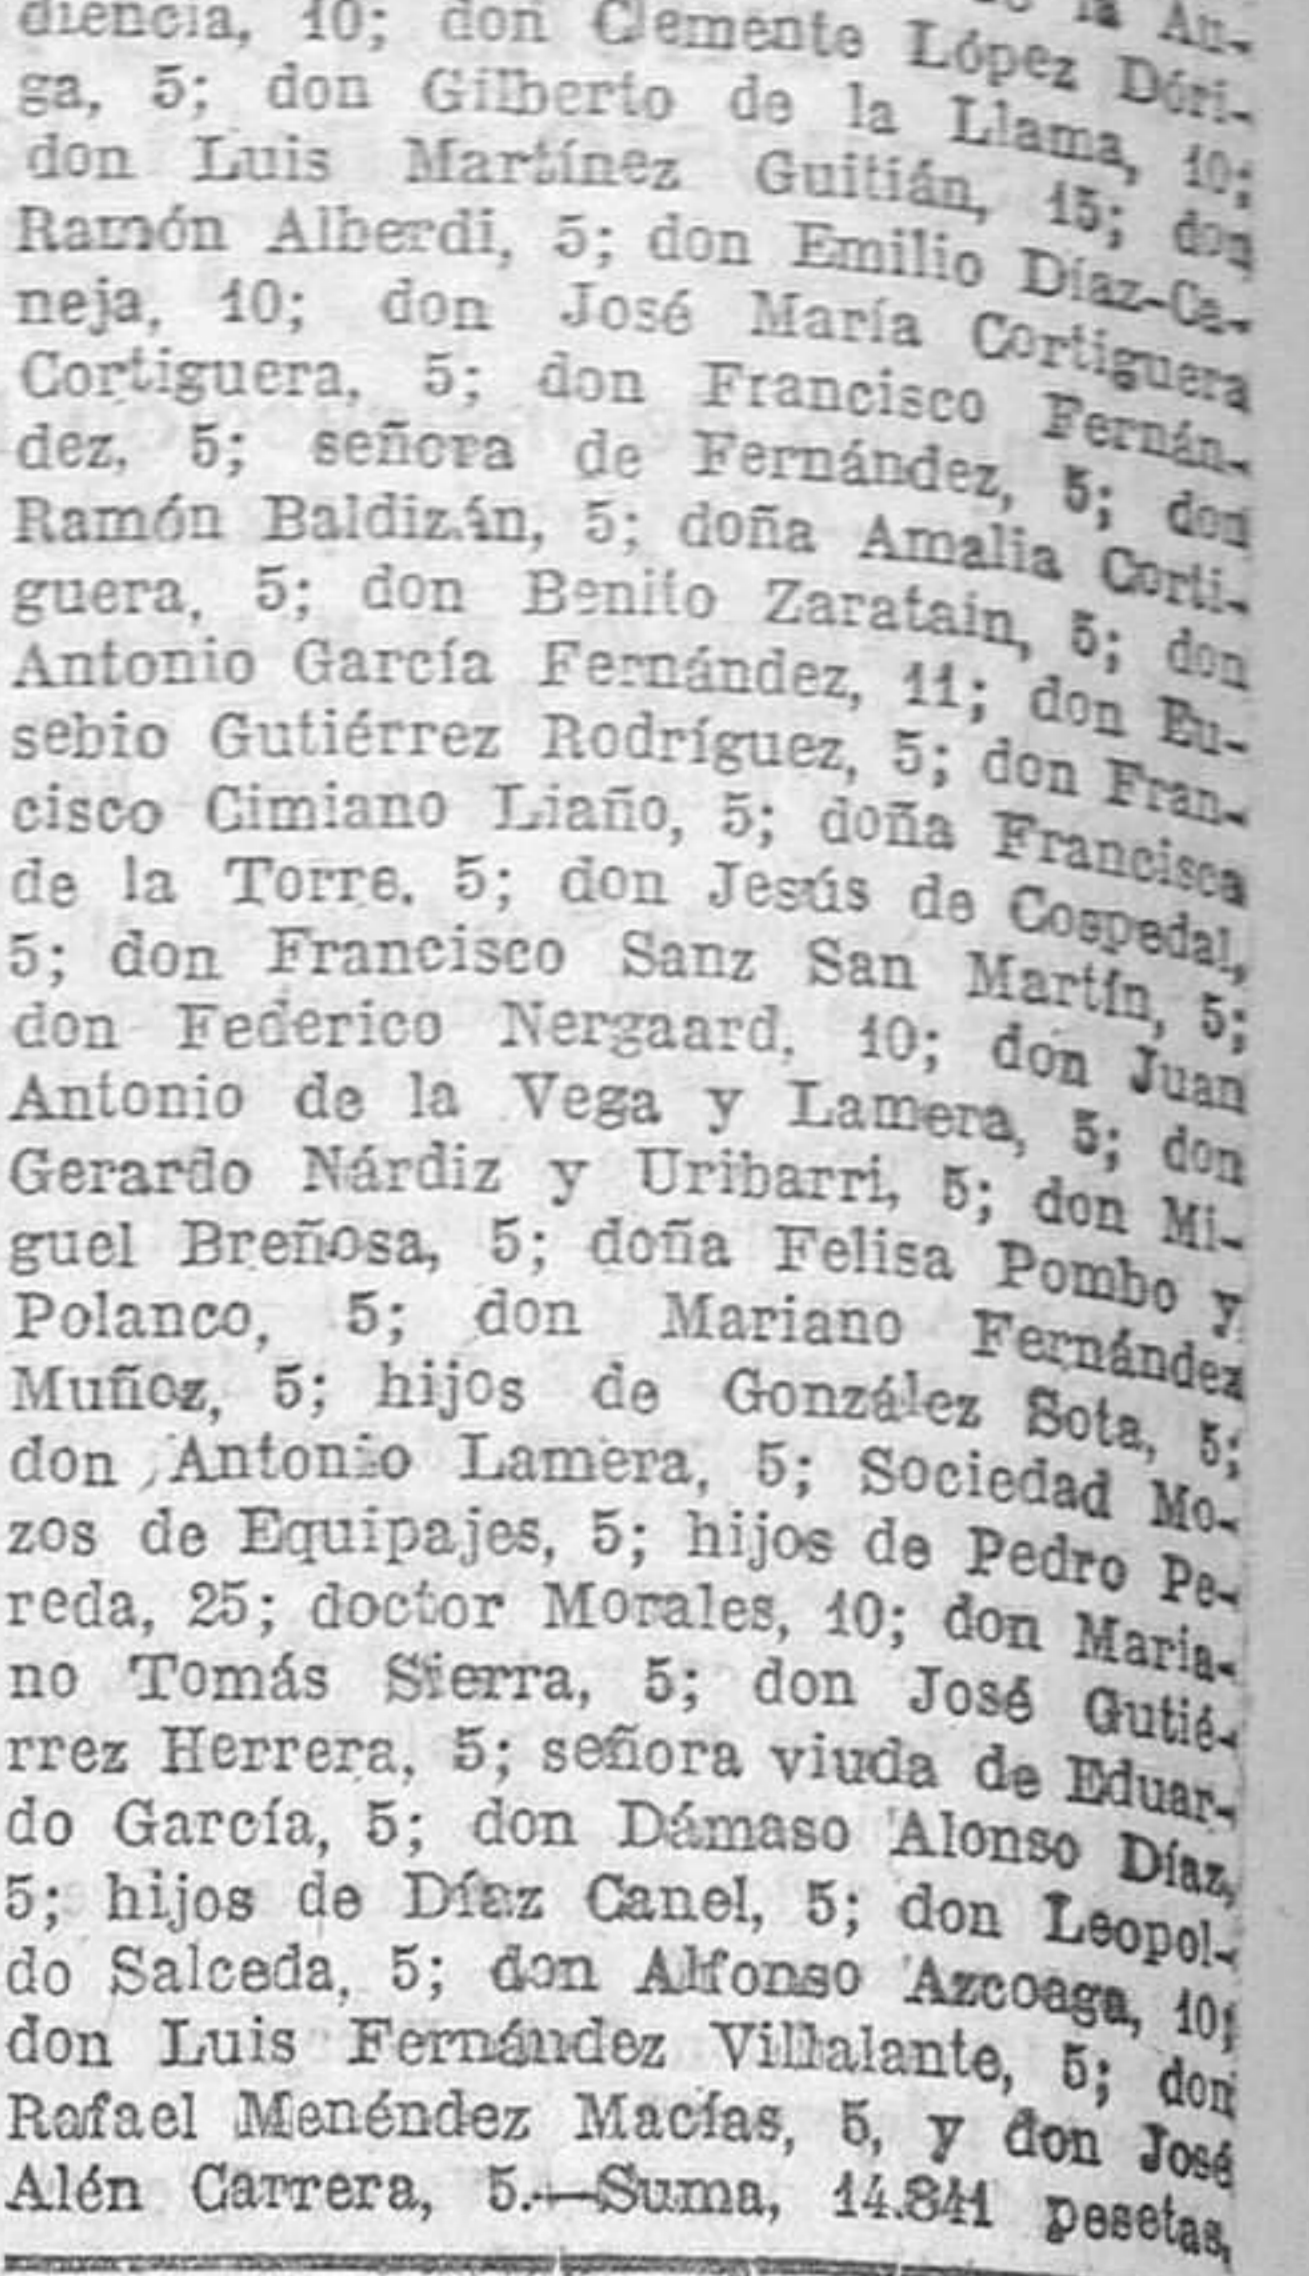 la Au-
diencia, 10; don Clemente López Dóri-
ga, 5; don Gilberto de la Llama, 10;
don Luis Martínez Guitián, 15; don
Ramón Alberdi, 5; don Emilio Díaz-Ca-
neja, 10; don José María Cortiguera
Cortiguera, 5; don Francisco Fernán-
dez, 5; señora de Fernández, 5; don
Ramón Baldizán, 5; doña Amalia Corti-
guera, 5; don Benito Zaratain, 5; don
Antonio García Fernández, 11; don Eu-
sebio Gutiérrez Rodríguez, 5; don Fran-
cisco Cimiano Liaño, 5; doña Francisca
de la Torre. 5; don Jesús de Cospedal,
5; don Francisco Sanz San Martín, 5;
don Federico Nergaard, 10; don Juan
Antonio de la Vega y Lamera, 5; don
Gerardo Nárdiz y Uribarri, 5; don Mi-
guel Breñosa, 5; doña Felisa Pombo y
Polanco, 5; don Mariano Fernández
Muñoz, 5; hijos de González Sota, 5;
don Antonio Lamera, 5; Sociedad Mo-
zos de Equipajes, 5; hijos de Pedro Pe-
reda, 25; doctor Morales, 10; don Maria-
no Tomás Sierra, 5; don José Gutié-
rrez Herrera, 5; señora viuda de Eduar-
do García, 5; don Dámaso Alonso Díaz,
5; hijos de Díaz Canel, 5; don Leopol-
do Salceda, 5; don Alfonso Azcoaga, 10;
don Luis Fernández Villalante, 5; don
Rafael Menéndez Macías, 5, y don José
Alén Carrera, 5.—Suma, 14.841 pesetas,